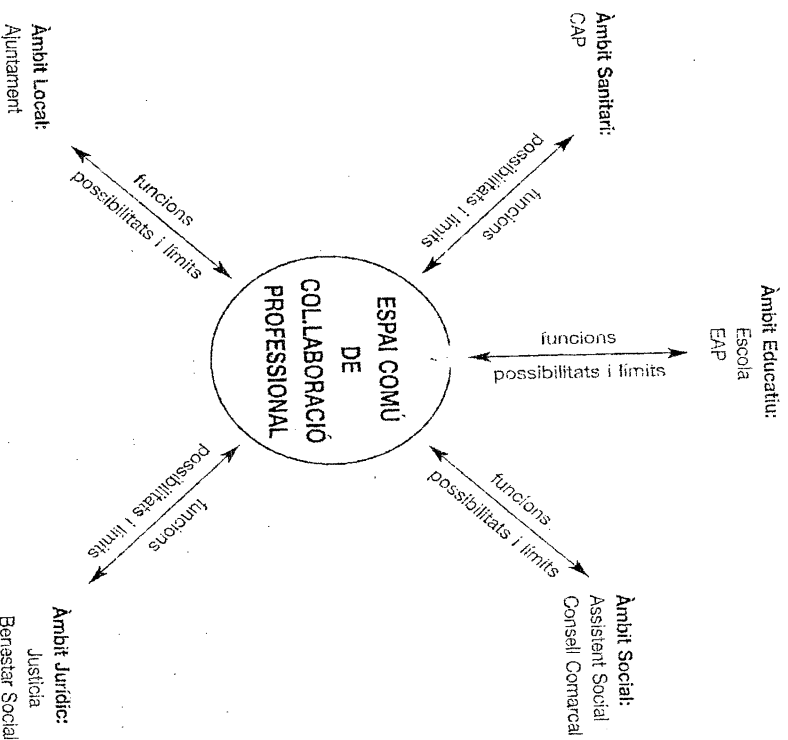 Àmbit Educatiu:
Escola
EAP
Àmbit Sanitari:
CAP
Àmbit Social:
Assistent Social
Consell Comarcal
Àmbit Local:
Ajuntament
Àmbit Jurídic:
Justícia
Benestar Social
ESPAI COMÚ
DE
COL.LABORACIÓ
PROFESSIONAL
funcions
possibilitats i límits
funcions
possibilitats i límits
funcions
possibilitats i límits
funcions
possibilitats i límits
funcions
possibilitats i límits